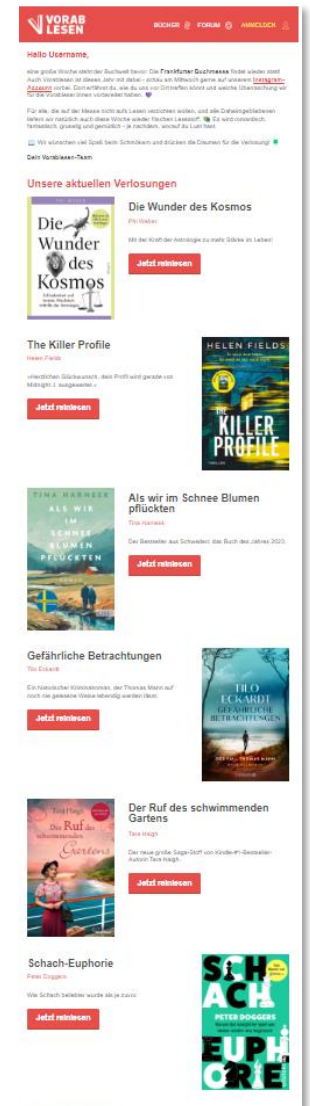 VORAB
LESEN
BÜCHER
FORUM
ANMELDEN
Hallo Username,
eine große Woche steht der Buchwelt bevor: Die Frankfurter Buchmesse findet wieder statt!
Auch Vorablesen ist dieses Jahr mit dabei - schau am Mittwoch gerne auf unserem Instagram-
Account vorbei. Dort erfährst du, wie du uns vor Ort treffen könnt und welche Überraschung wir
für die Vorableser:innen vorbereitet haben.
Für alle, die auf der Messe nicht aufs Lesen verzichten wollen, und alle Daheimgebliebenen
liefern wir natürlich auch diese Woche wieder frischen Lesestoff. Es wird romantisch,
fantastisch, gruselig und gemütlich - je nachdem, worauf du Lust hast.
Wir wünschen viel Spaß beim Schmökern und drücken die Daumen für die Verlosung!
Dein Vorablesen-Team
Unsere aktuellen Verlosungen
Die
Wunder
des
Kosmos
Die Wunder des Kosmos
Phi Weber
Mit der Kraft der Astrologie zu mehr Stärke im Leben!
Jetzt reinlesen
The Killer Profile
Helen Fields
»Herzlichen Glückwunsch, dein Profil wird gerade von
Midnight J. ausgewertet.«
Jetzt reinlesen
HELEN FIELDS
THE
KILLER
PROFILE
THRILLER
TINA HARNESK
ALS WIR
IM
SCHNEE
BLUMEN
PFLÜCKTEN
ROMAN
Als wir im Schnee Blumen
pflückten
Tina Harnesk
Der Bestseller aus Schweden: das Buch des Jahres 2023.
Jetzt reinlesen
Gefährliche Betrachtungen
Tilo Eckardt
Ein historischer Kriminalroman, der Thomas Mann auf
noch nie gelesene Weise lebendig werden lässt.
Jetzt reinlesen
TILO
ECKARDT
GEFÄHRLICHE
BETRACHTUNGEN
DER FALL THOMAS MANN
Tara Haigh
Der Ruf des
schwimmenden
Gartens
Der Ruf des schwimmenden
Gartens
Tara Haigh
Der neue große Saga-Stoff von Kindle-#1-Bestseller-
Autorin Tara Haigh.
Jetzt reinlesen
Schach-Euphorie
Peter Doggers
Wie Schach beliebter wurde als je zuvor.
Jetzt reinlesen
SCH
ACH
PETER DOGGERS
EUPH
ORIE